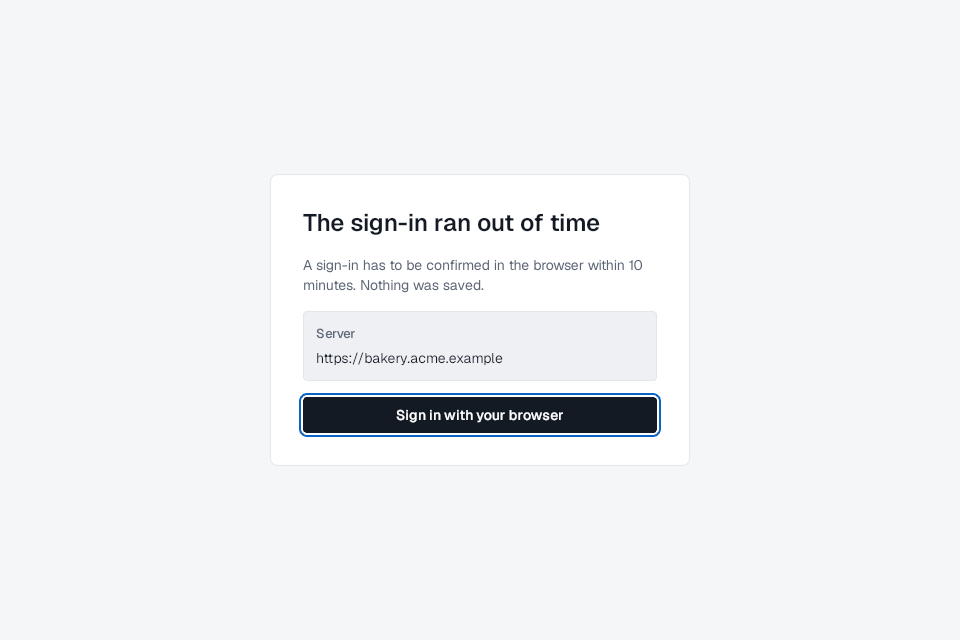 The sign-in ran out of time
A sign-in has to be confirmed in the browser within 10
minutes. Nothing was saved.
Server
https://bakery.acme.example
Sign in with your browser